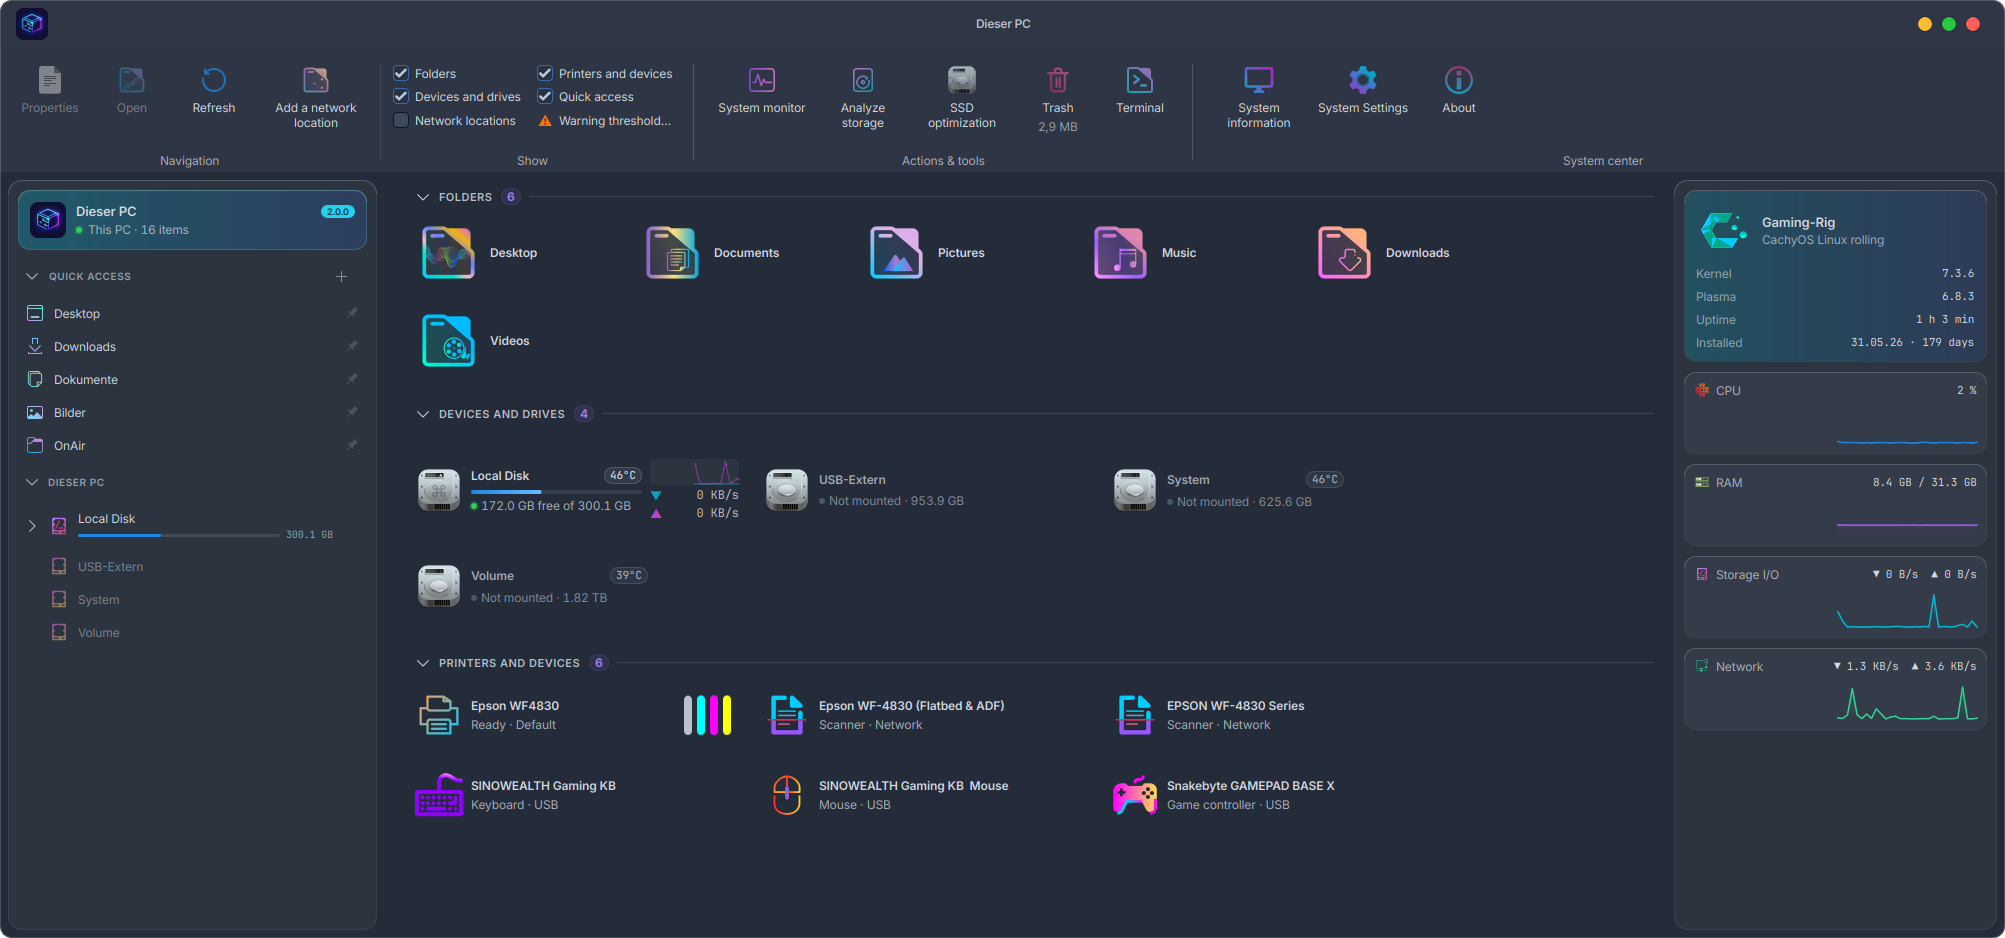 Dieser PC
Properties
Open
Refresh
Add a network
location
Navigation
Folders
Printers and devices
Devices and drives
Quick access
Network locations
Warning threshold...
Show
System monitor
Analyze
storage
SSD
optimization
Trash
2,9 MB
Terminal
Actions & tools
System
information
System Settings
About
System center
Dieser PC
2.0.0
This PC · 16 items
QUICK ACCESS
Desktop
Downloads
Dokumente
Bilder
OnAir
DIESER PC
Local Disk
300.1 GB
USB-Extern
System
Volume
FOLDERS 6
Desktop
Documents
Pictures
Music
Downloads
Videos
DEVICES AND DRIVES 4
Local Disk
46°C
172.0 GB free of 300.1 GB
0 KB/s
0 KB/s
USB-Extern
Not mounted · 953.9 GB
System
46°C
Not mounted · 625.6 GB
Volume
39°C
Not mounted · 1.82 TB
PRINTERS AND DEVICES 6
Epson WF4830
Ready · Default
Epson WF-4830 (Flatbed & ADF)
Scanner · Network
EPSON WF-4830 Series
Scanner · Network
SINOWEALTH Gaming KB
Keyboard · USB
SINOWEALTH Gaming KB  Mouse
Mouse · USB
Snakebyte GAMEPAD BASE X
Game controller · USB
Gaming-Rig
CachyOS Linux rolling
Kernel 7.3.6
Plasma 6.8.3
Uptime 1 h 3 min
Installed 31.05.26 · 179 days
CPU 2 %
RAM 8.4 GB / 31.3 GB
Storage I/O ▼ 0 B/s ▲ 0 B/s
Network ▼ 1.3 KB/s ▲ 3.6 KB/s